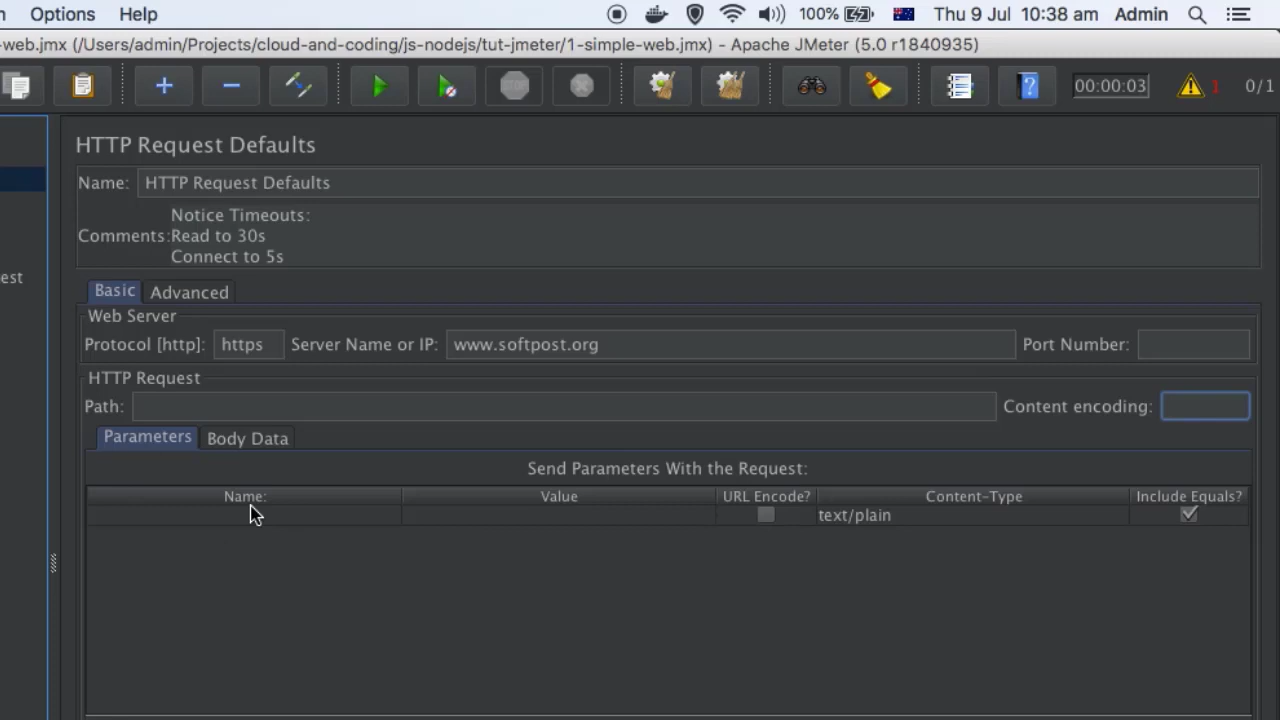 Options Help 100% Thu 9 Jul 10:38 am Admin
-web.jmx (/Users/admin/Projects/cloud-and-coding/js-nodejs/tut-jmeter/1-simple-web.jmx) - Apache JMeter (5.0 r1840935)
00:00:03 1 0/1
HTTP Request Defaults
Name: HTTP Request Defaults
Comments: Notice Timeouts:
Read to 30s
Connect to 5s
est
Basic Advanced
Web Server
Protocol [http]: https Server Name or IP: www.softpost.org Port Number:
HTTP Request
Path: Content encoding:
Parameters Body Data
Send Parameters With the Request:
Name: Value URL Encode? Content-Type Include Equals?
text/plain